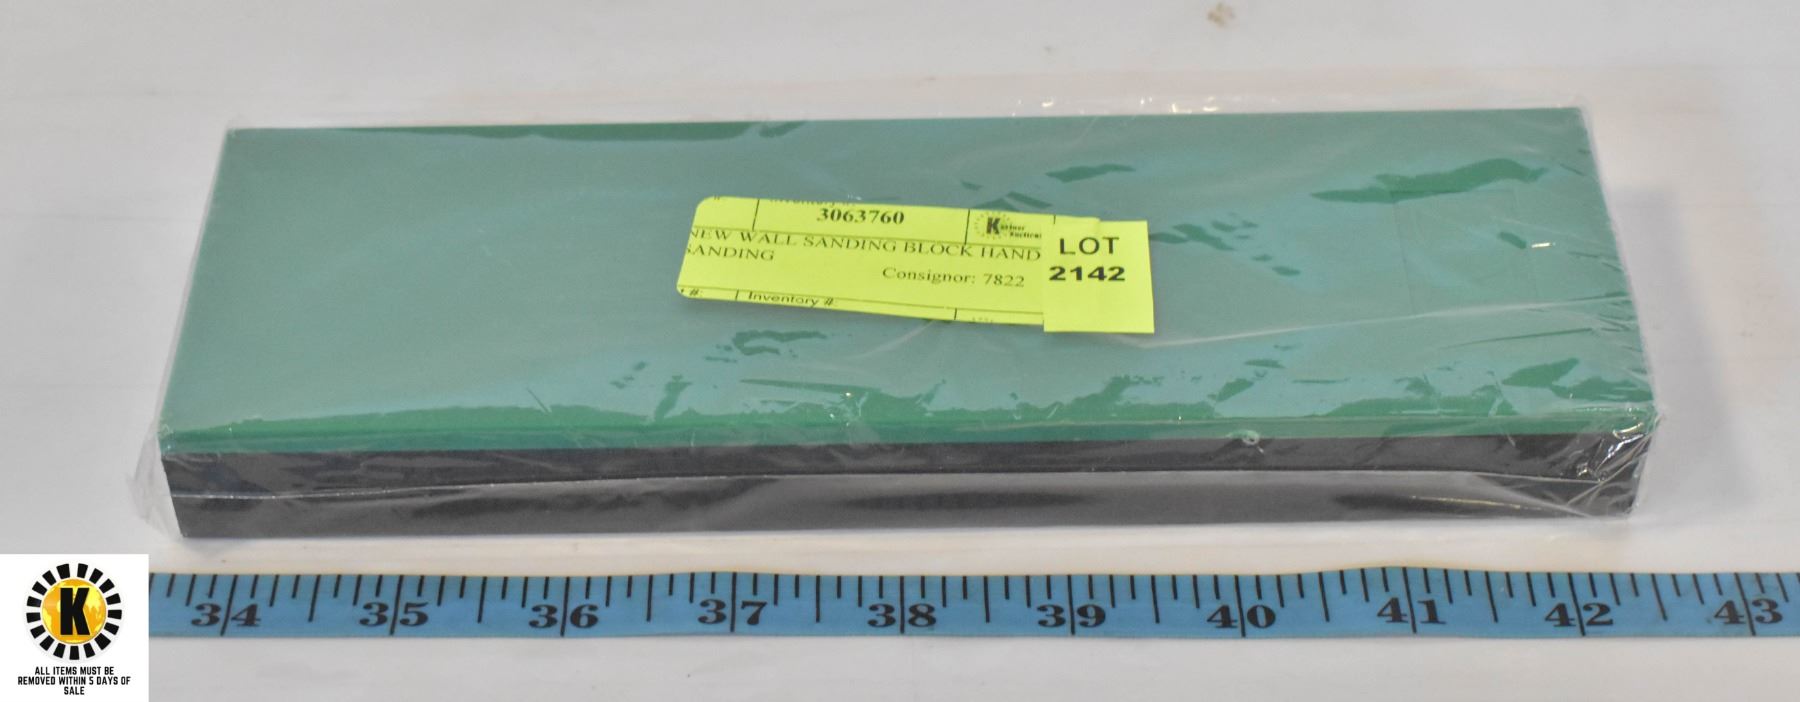 Inventory #:
3063760
K
NEW WALL SANDING BLOCK HAND
SANDING
Consignor: 7822
Inventory #:
LOT
2142
34 35 36 37 38 39 40 41 42 43
K
ALL ITEMS MUST BE
REMOVED WITHIN 5 DAYS OF
SALE